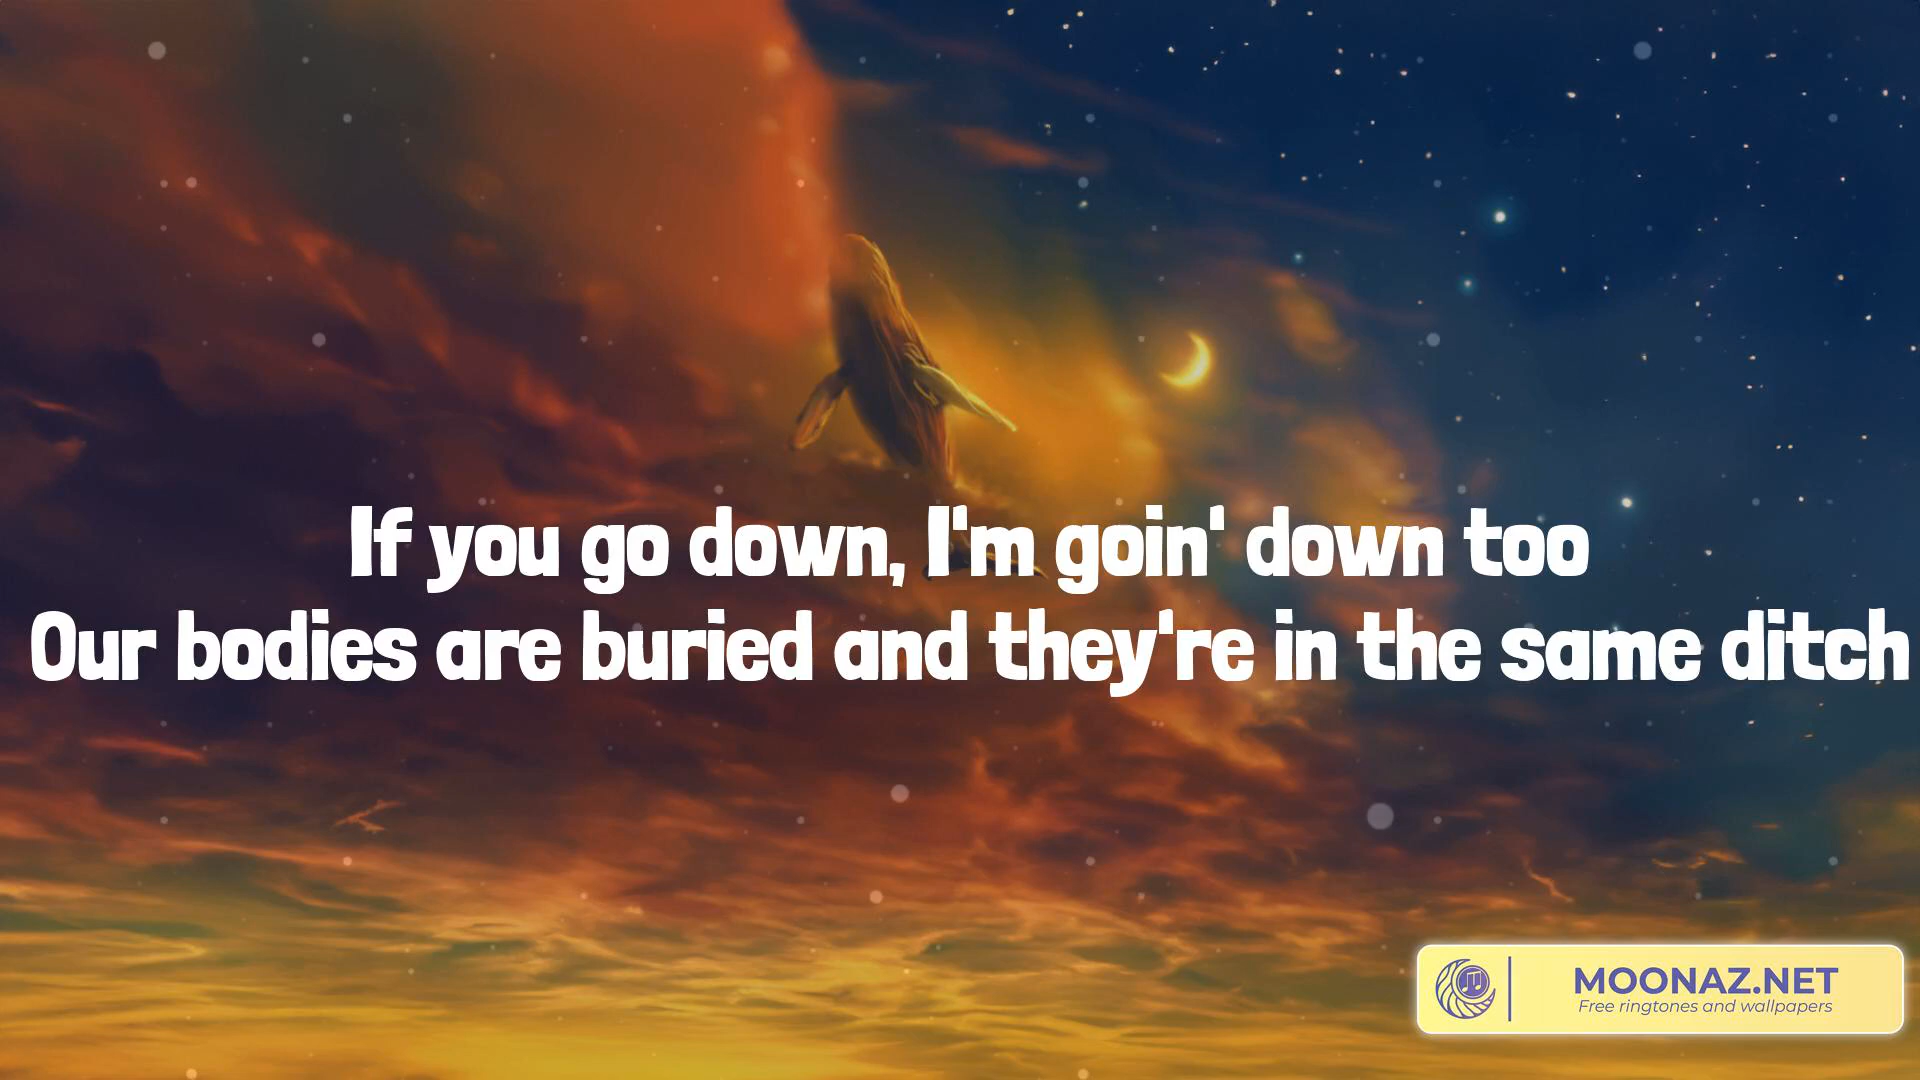 If you go down, I'm goin' down too
Our bodies are buried and they're in the same ditch
MOONAZ.NET
Free ringtones and wallpapers